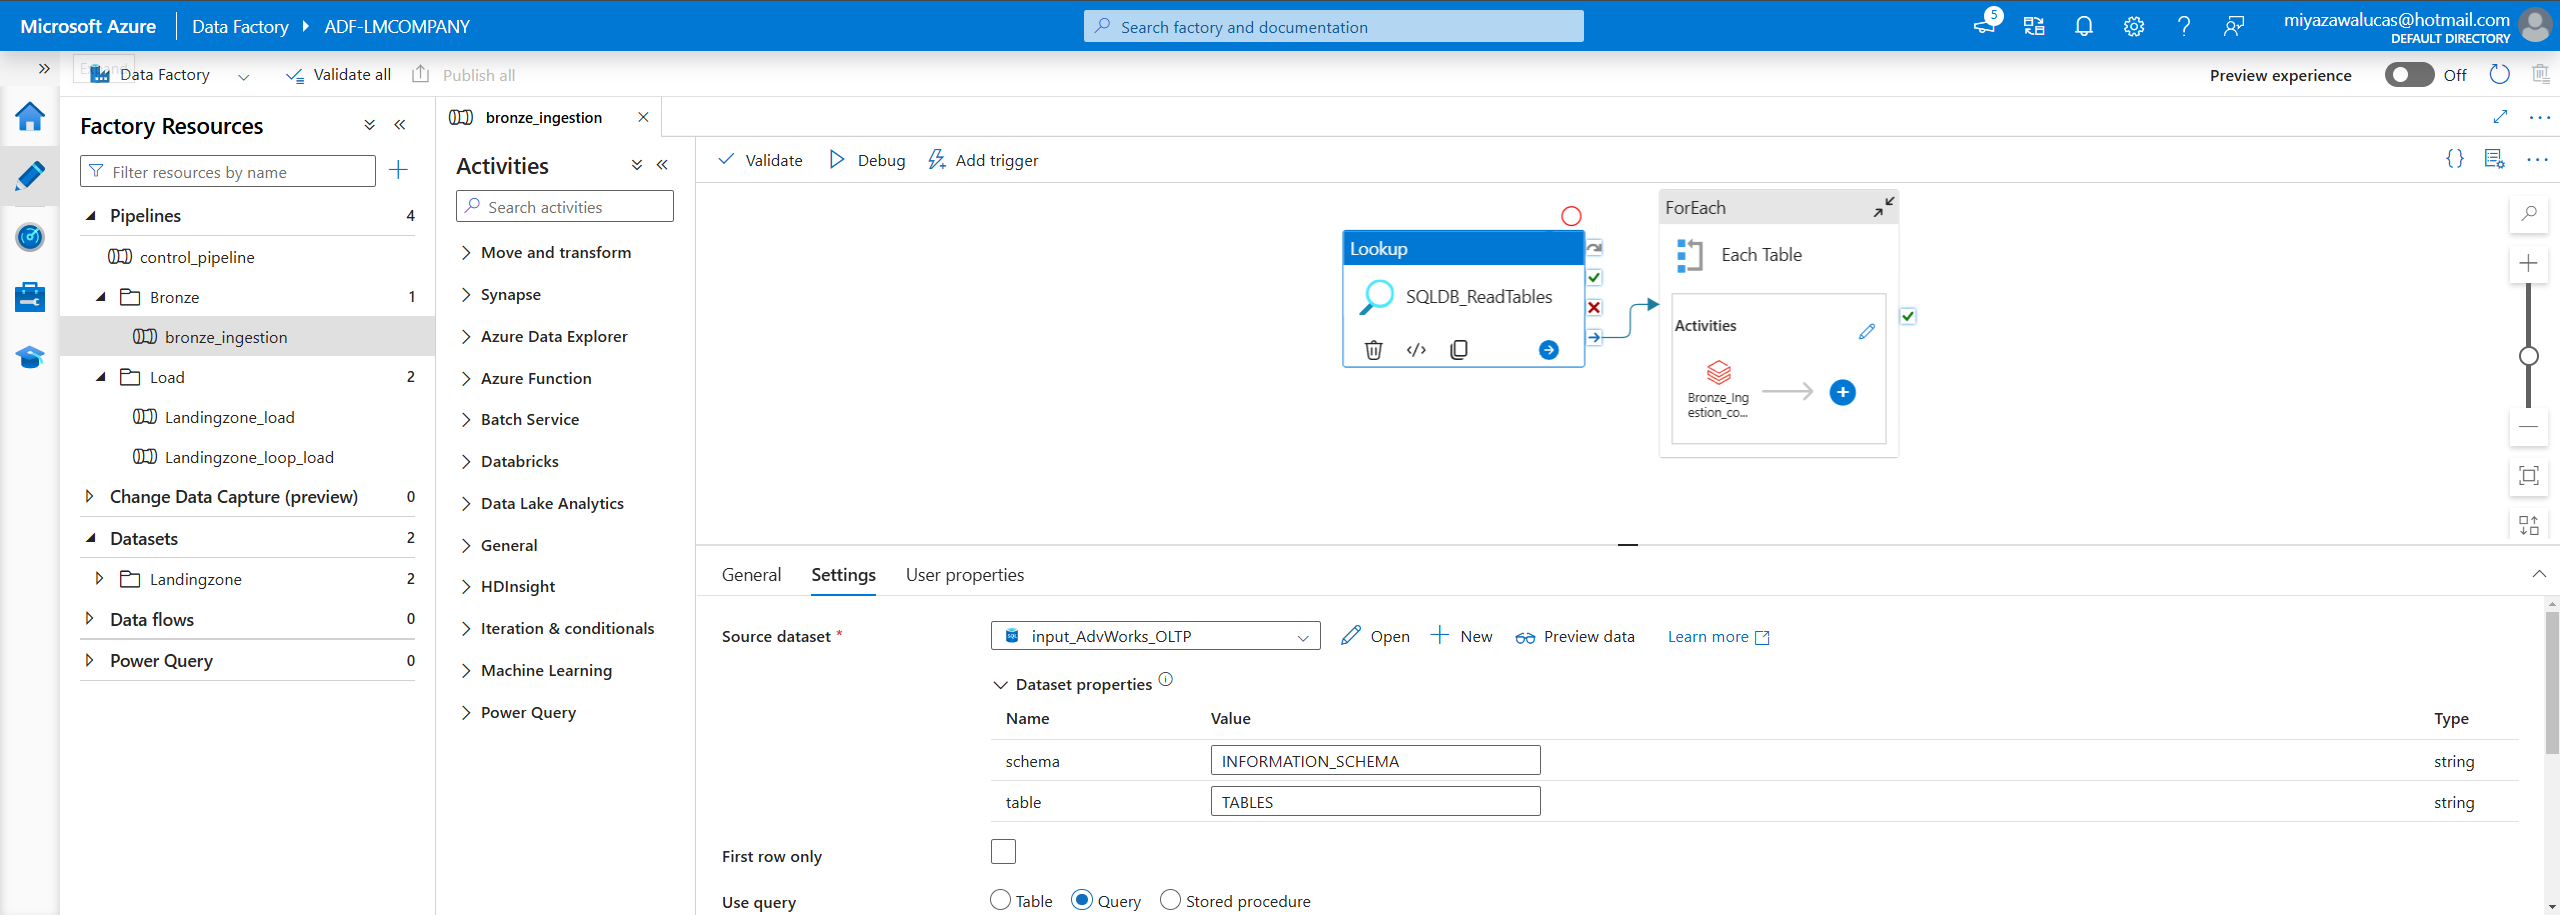 Microsoft Azure
Data Factory
ADF-LMCOMPANY
Search factory and documentation
5
miyazawalucas@hotmail.com
DEFAULT DIRECTORY
Data Factory
Validate all
Publish all
Preview experience
Off
Factory Resources
Filter resources by name
Pipelines 4
control_pipeline
Bronze 1
bronze_ingestion
Load 2
Landingzone_load
Landingzone_loop_load
Change Data Capture (preview) 0
Datasets 2
Landingzone 2
Data flows 0
Power Query 0
bronze_ingestion
Activities
Search activities
Move and transform
Synapse
Azure Data Explorer
Azure Function
Batch Service
Databricks
Data Lake Analytics
General
HDInsight
Iteration & conditionals
Machine Learning
Power Query
Validate
Debug
Add trigger
Lookup
SQLDB_ReadTables
ForEach
Each Table
Activities
Bronze_Ing
estion_co...
General
Settings
User properties
Source dataset *
input_AdvWorks_OLTP
Open
New
Preview data
Learn more
Dataset properties
Name Value Type
schema INFORMATION_SCHEMA string
table TABLES string
First row only
Use query
Table
Query
Stored procedure